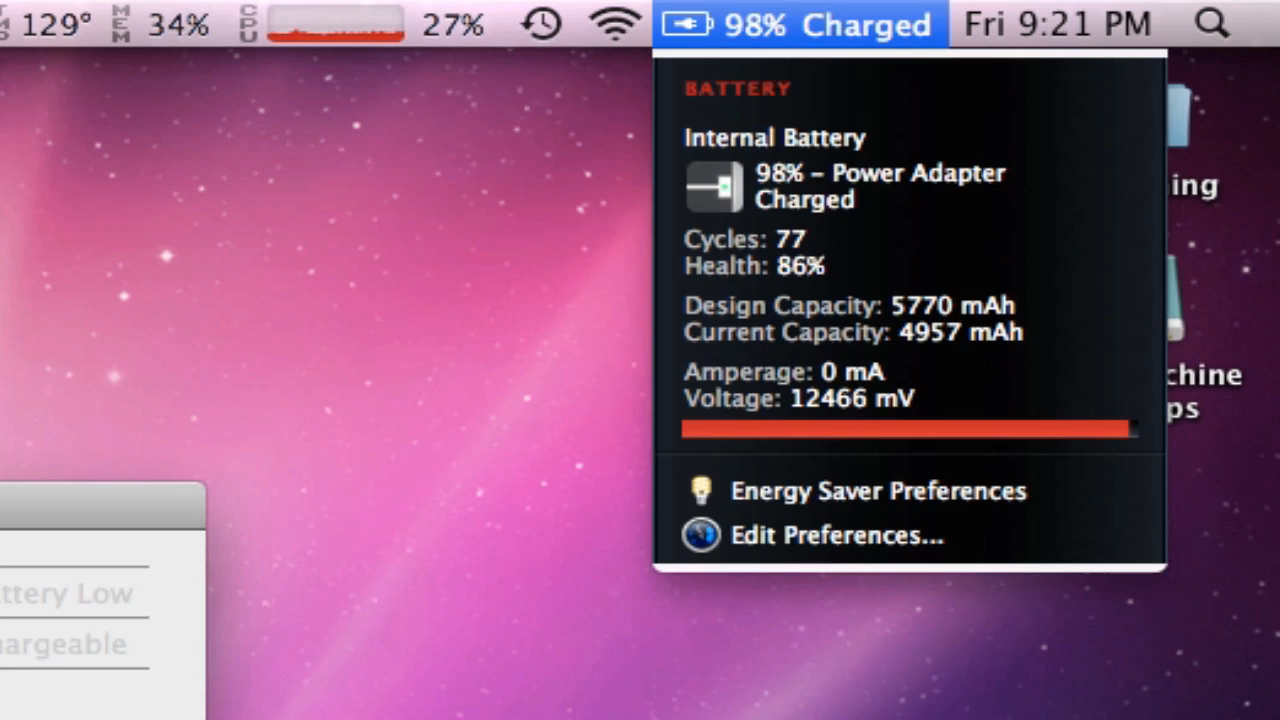 129° MEM 34% CPU 27% 98% Charged Fri 9:21 PM
BATTERY
Internal Battery
98% – Power Adapter
Charged
Cycles: 77
Health: 86%
Design Capacity: 5770 mAh
Current Capacity: 4957 mAh
Amperage: 0 mA
Voltage: 12466 mV
Energy Saver Preferences
Edit Preferences...
ing
chine
ps
ttery Low
hargeable